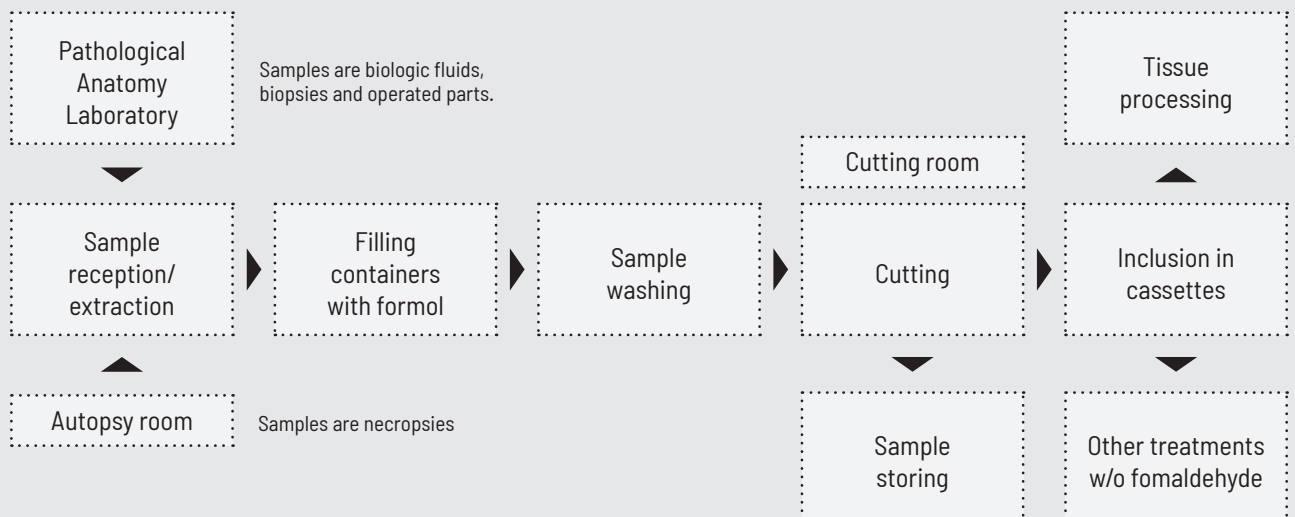 Pathological
Anatomy
Laboratory
Samples are biologic fluids,
biopsies and operated parts.
Tissue
processing
Cutting room
Sample
reception/
extraction
Filling
containers
with formol
Sample
washing
Cutting
Inclusion in
cassettes
Autopsy room
Samples are necropsies
Sample
storing
Other treatments
w/o fomaldehyde